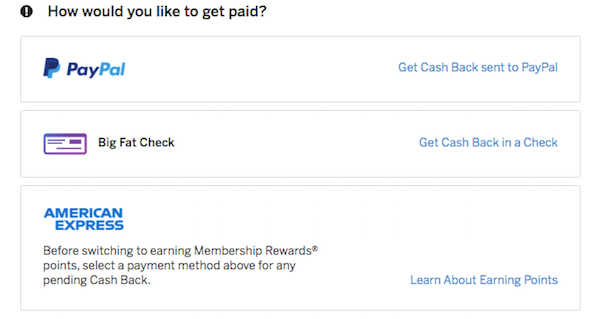 How would you like to get paid?
PayPal
Get Cash Back sent to PayPal
Big Fat Check
Get Cash Back in a Check
AMERICAN
EXPRESS
Before switching to earning Membership Rewards®
points, select a payment method above for any
pending Cash Back.
Learn About Earning Points